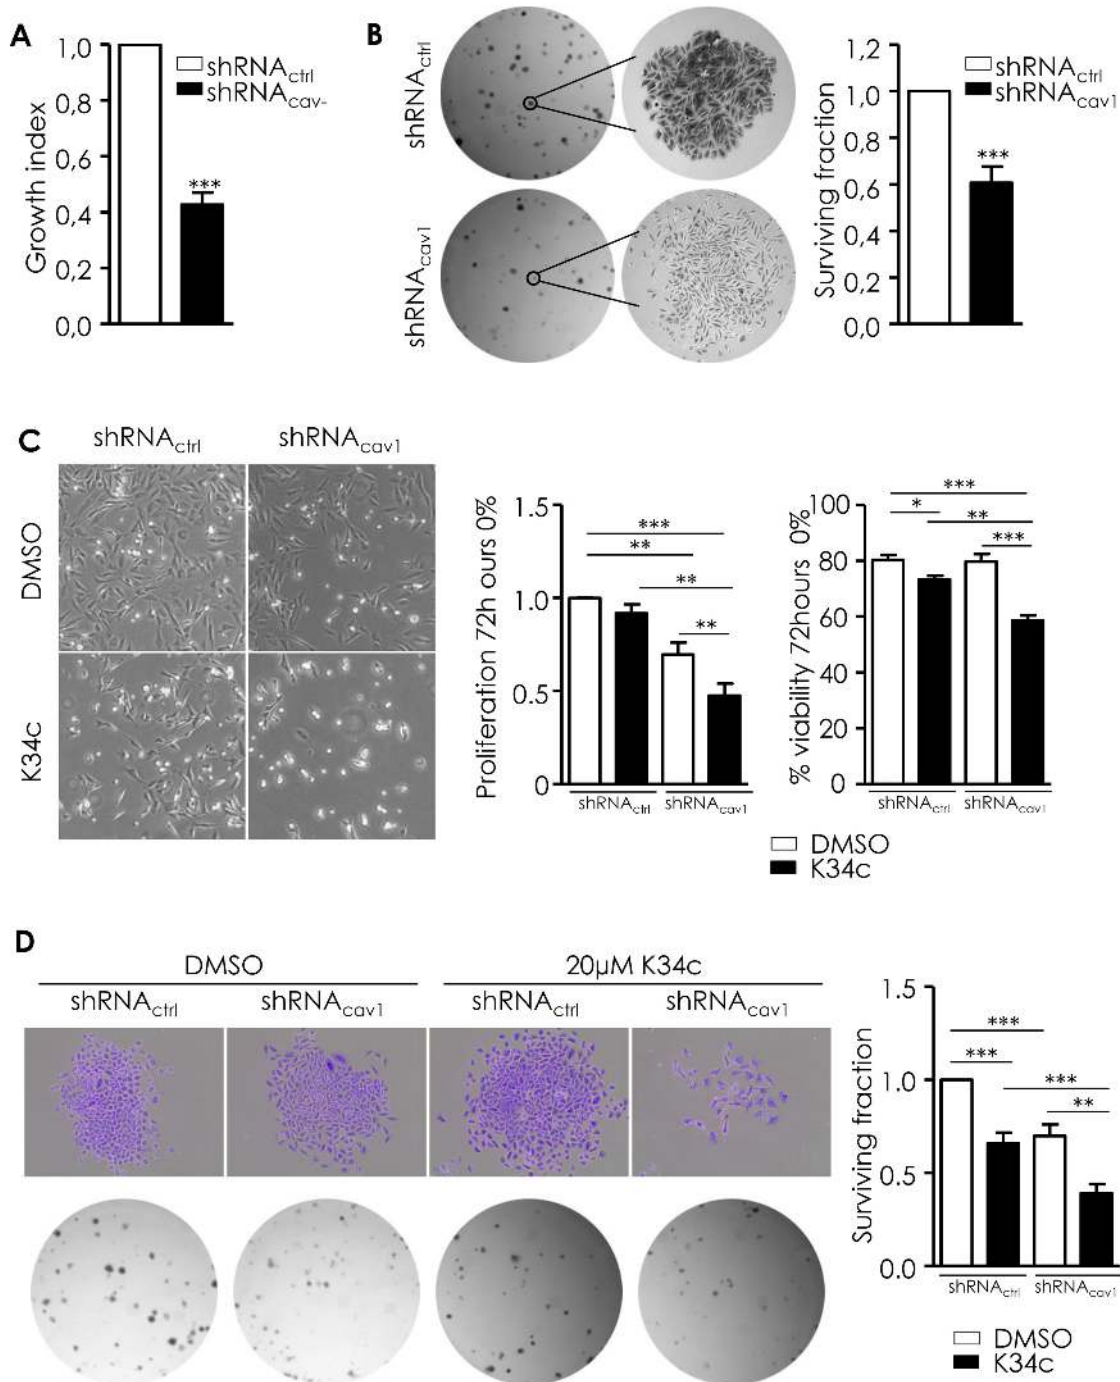 A
1,0
0,8
0,6
0,4
0,2
0,0
Growth index
shRNActrl
shRNAcav-
***
B
shRNActrl
shRNAcav1
1,2
1,0
0,8
0,6
0,4
0,2
0,0
Surviving fraction
shRNActrl
shRNAcav1
***
C
shRNActrl shRNAcav1
DMSO
K34c
Proliferation 72h ours 0%
1.5
1.0
0.5
0
***
**
**
**
shRNActrl shRNAcav1
% viability 72hours 0%
100
80
60
40
20
0
***
* **
***
shRNActrl shRNAcav1
DMSO
K34c
D
DMSO 20µM K34c
shRNActrl shRNAcav1 shRNActrl shRNAcav1
Surviving fraction
1.5
1.0
0.5
0.0
***
*** ***
**
shRNActrl shRNAcav1
DMSO
K34c